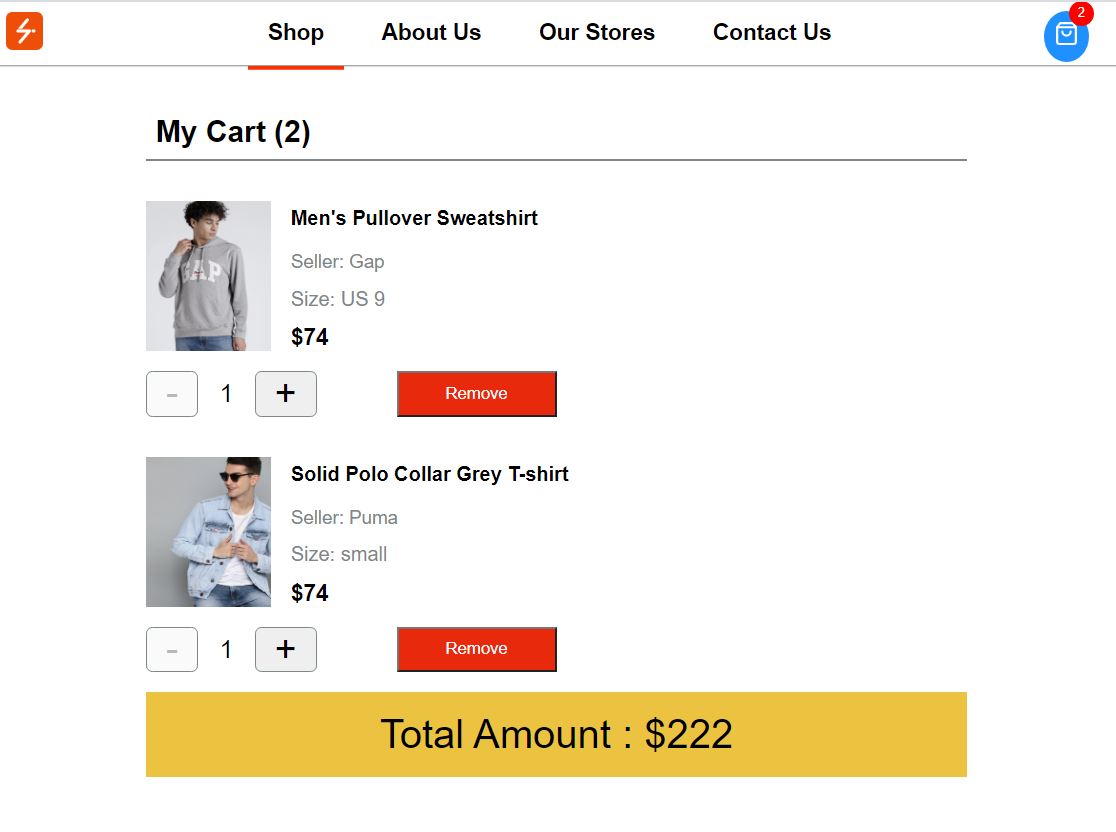 Shop About Us Our Stores Contact Us 2
My Cart (2)
Men's Pullover Sweatshirt
Seller: Gap
Size: US 9
$74
GAP
- 1 + Remove
Solid Polo Collar Grey T-shirt
Seller: Puma
Size: small
$74
- 1 + Remove
Total Amount : $222